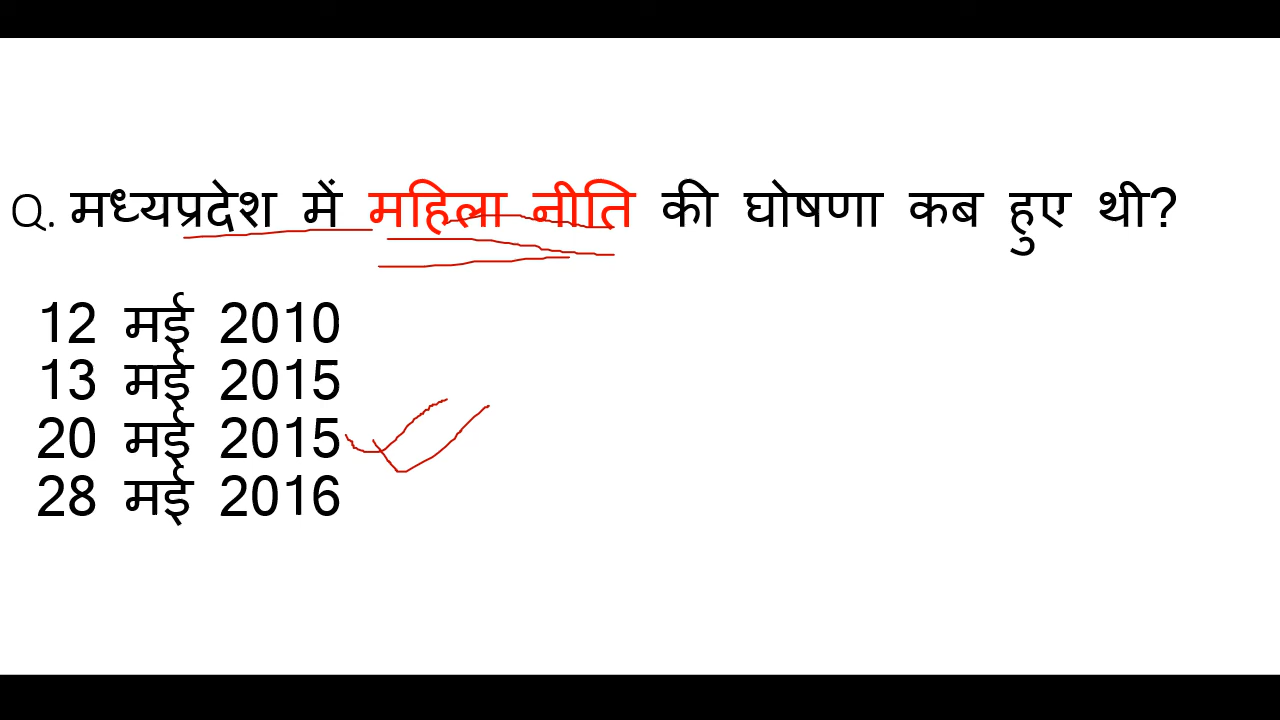 Q. मध्यप्रदेश में महिला नीति की घोषणा कब हुए थी?
12 मई 2010
13 मई 2015
20 मई 2015
28 मई 2016